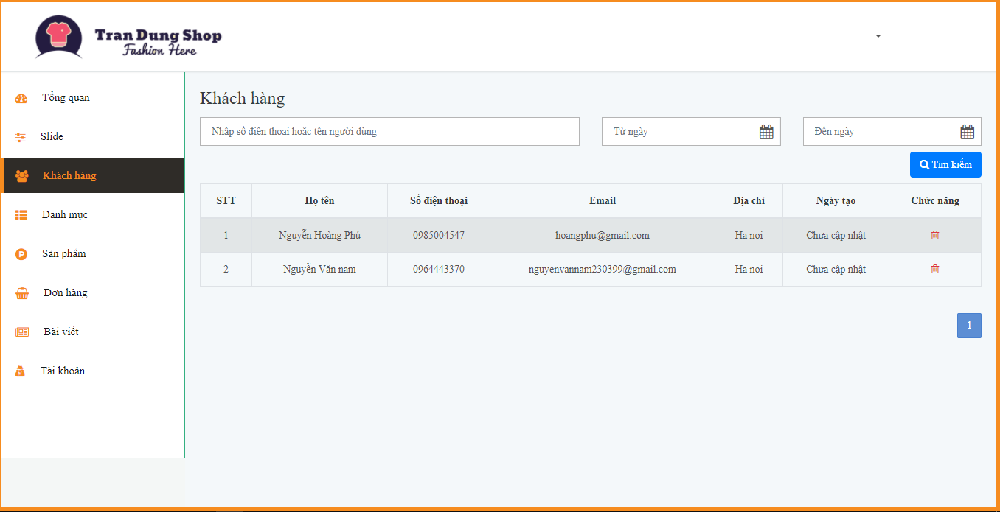 Tran Dung Shop
Fashion Here
Tổng quan
Slide
Khách hàng
Danh mục
Sản phẩm
Đơn hàng
Bài viết
Tài khoản
Khách hàng
Nhập số điện thoại hoặc tên người dùng Từ ngày Đến ngày
Tìm kiếm
STT Họ tên Số điện thoại Email Địa chỉ Ngày tạo Chức năng
1 Nguyễn Hoàng Phú 0985004547 hoangphu@gmail.com Ha noi Chưa cập nhật
2 Nguyễn Văn nam 0964443370 nguyenvannam230399@gmail.com Ha noi Chưa cập nhật
1